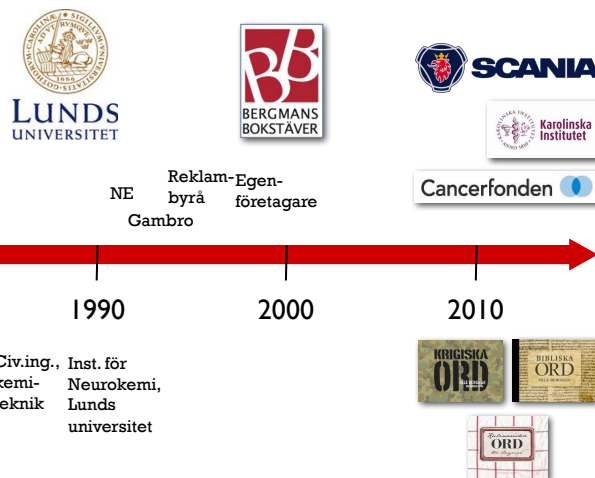 LUNDS
UNIVERSITET
BB
BERGMANS
BOKSTÄVER
SCANIA
Karolinska
Institutet
Cancerfonden
NE
Reklam-
byrå
Egen-
företagare
Gambro
1990
2000
2010
Civ.ing.,
kemi-
teknik
Inst. för
Neurokemi,
Lunds
universitet
KRIGISKA
ORD
BIBLISKA
ORD
ORD